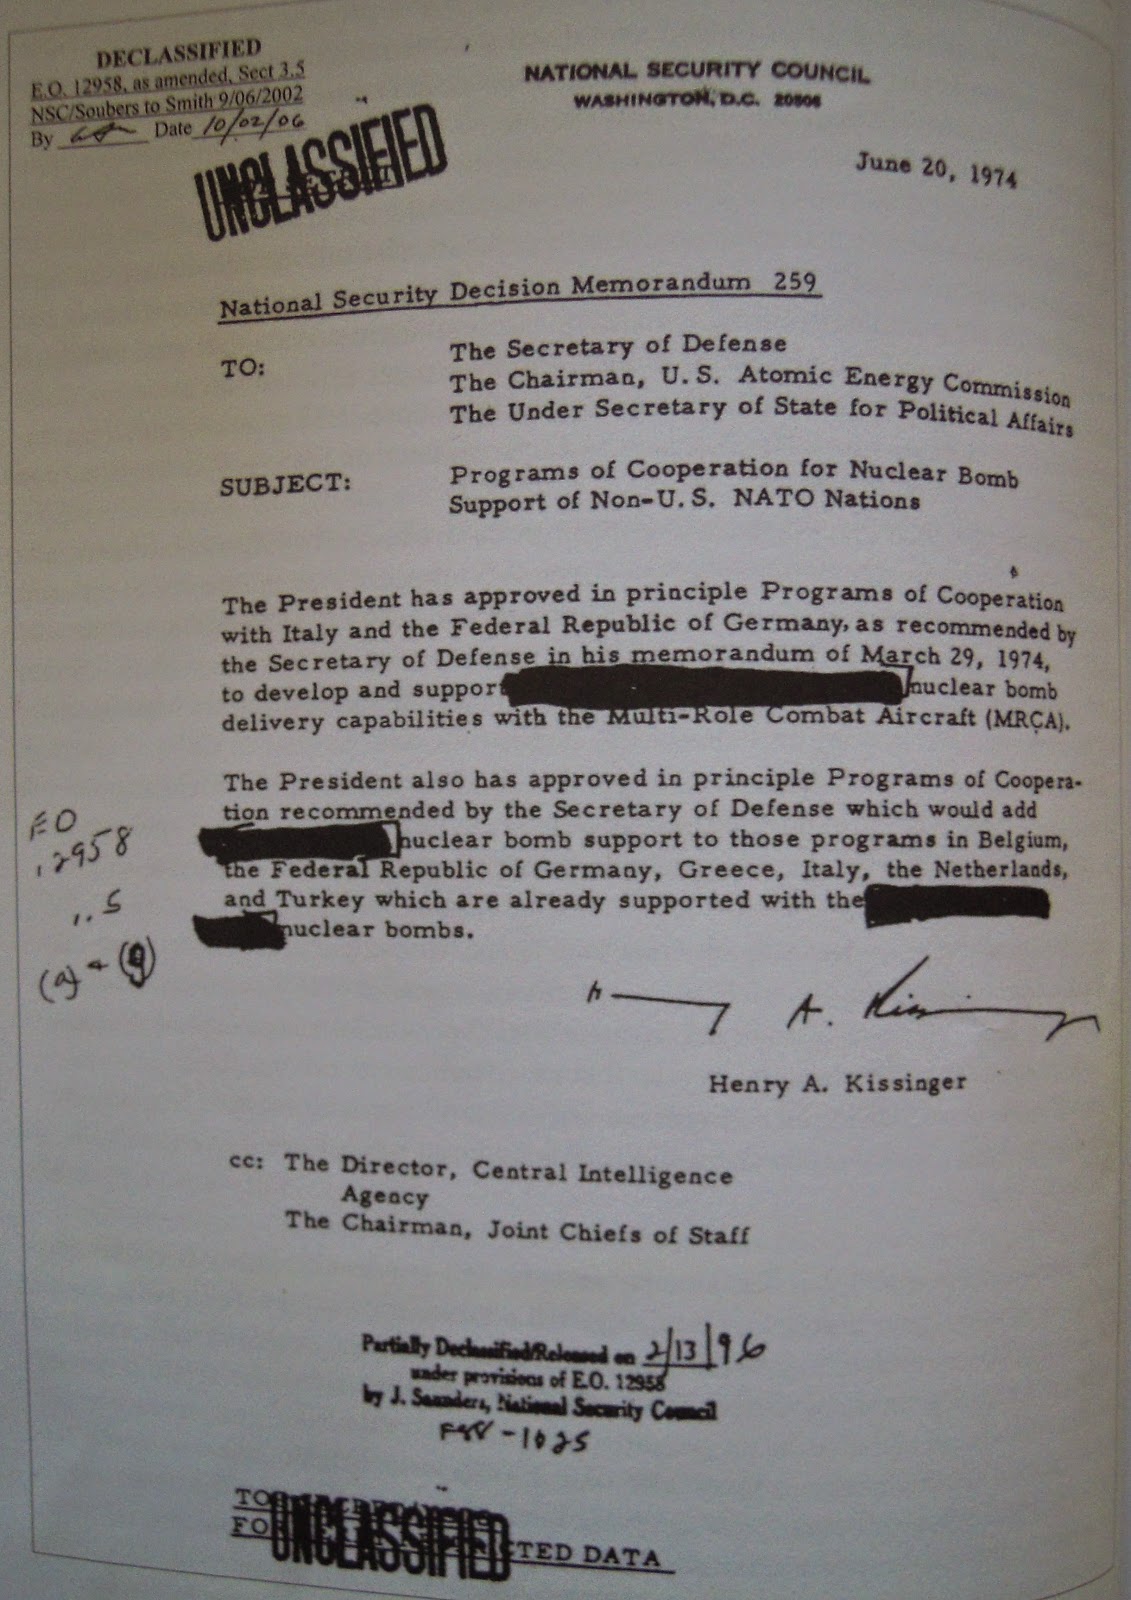 DECLASSIFIED
E.O. 12958, as amended, Sect 3.5
NSC/Soubers to Smith 9/06/2002
By Date 10/02/06
UNCLASSIFIED
NATIONAL SECURITY COUNCIL
WASHINGTON, D.C. 20506
June 20, 1974
National Security Decision Memorandum 259
TO: The Secretary of Defense
The Chairman, U.S. Atomic Energy Commission
The Under Secretary of State for Political Affairs
SUBJECT: Programs of Cooperation for Nuclear Bomb
Support of Non-U.S. NATO Nations
The President has approved in principle Programs of Cooperation
with Italy and the Federal Republic of Germany, as recommended by
the Secretary of Defense in his memorandum of March 29, 1974,
to develop and support nuclear bomb
delivery capabilities with the Multi-Role Combat Aircraft (MRCA).
The President also has approved in principle Programs of Coopera-
tion recommended by the Secretary of Defense which would add
nuclear bomb support to those programs in Belgium,
the Federal Republic of Germany, Greece, Italy, the Netherlands,
and Turkey which are already supported with the
nuclear bombs.
EO
12958
1.5
(a) + (g)
Henry A. Kissinger
Henry A. Kissinger
cc: The Director, Central Intelligence
Agency
The Chairman, Joint Chiefs of Staff
Partially Declassified/Released on 2/13/96
under provisions of E.O. 12958
by J. Saunders, National Security Council
F88-1025
UNCLASSIFIED
DATA